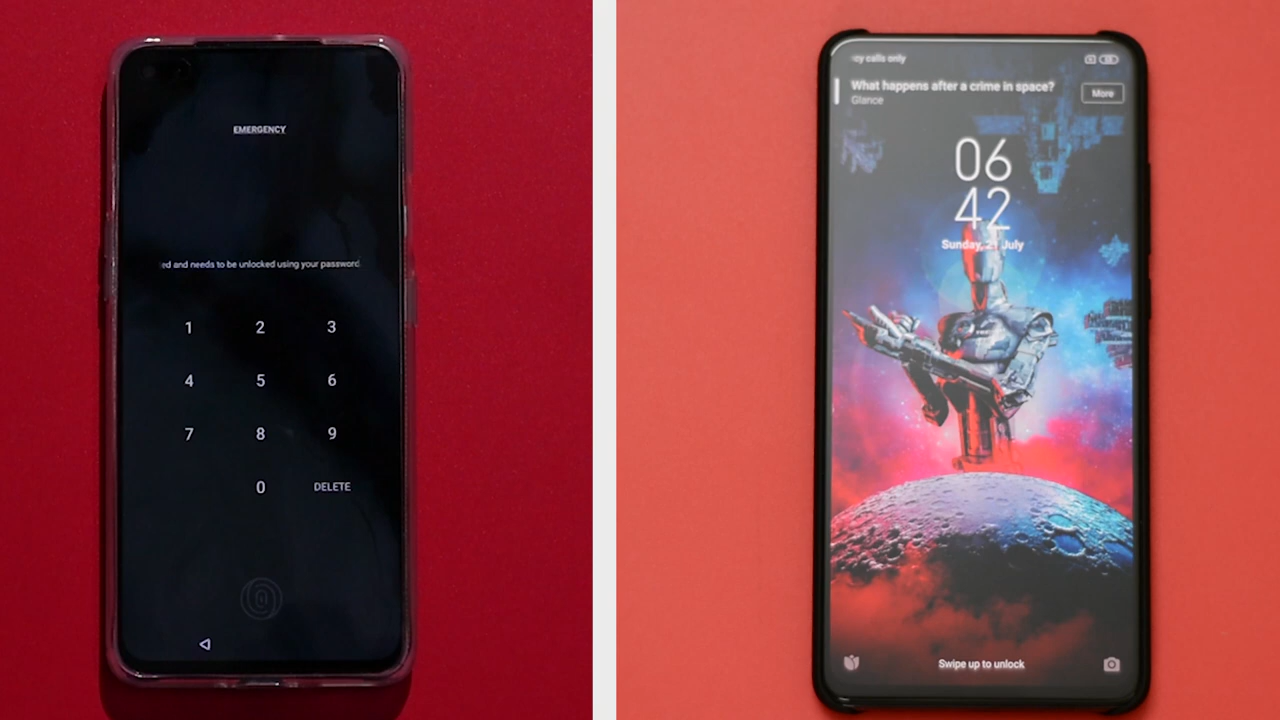 EMERGENCY
ed and needs to be unlocked using your password.
1 2 3
4 5 6
7 8 9
0 DELETE
cy calls only
What happens after a crime in space?
Glance
More
06
42
Sunday, 21 July
Swipe up to unlock